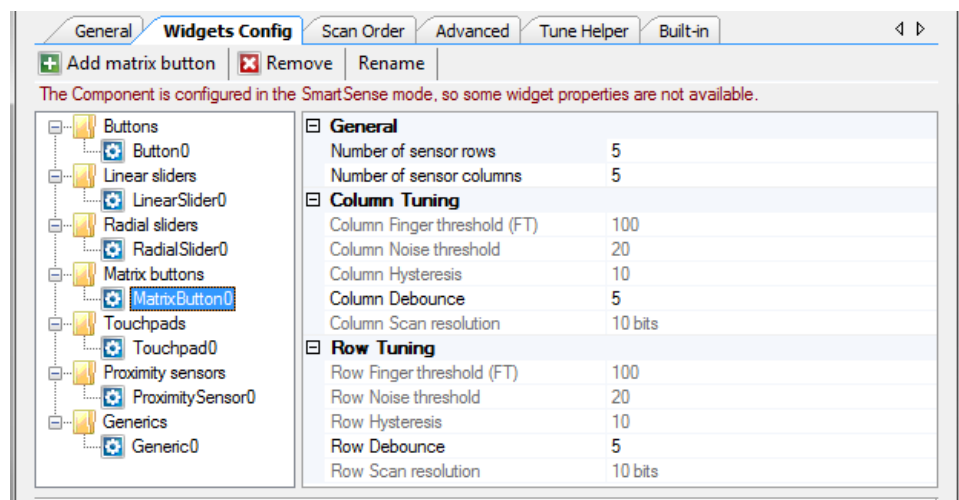 General Widgets Config Scan Order Advanced Tune Helper Built-in
Add matrix button Remove Rename
The Component is configured in the SmartSense mode, so some widget properties are not available.
Buttons
Button0
Linear sliders
LinearSlider0
Radial sliders
RadialSlider0
Matrix buttons
MatrixButton0
Touchpads
Touchpad0
Proximity sensors
ProximitySensor0
Generics
Generic0
General
Number of sensor rows 5
Number of sensor columns 5
Column Tuning
Column Finger threshold (FT) 100
Column Noise threshold 20
Column Hysteresis 10
Column Debounce 5
Column Scan resolution 10 bits
Row Tuning
Row Finger threshold (FT) 100
Row Noise threshold 20
Row Hysteresis 10
Row Debounce 5
Row Scan resolution 10 bits